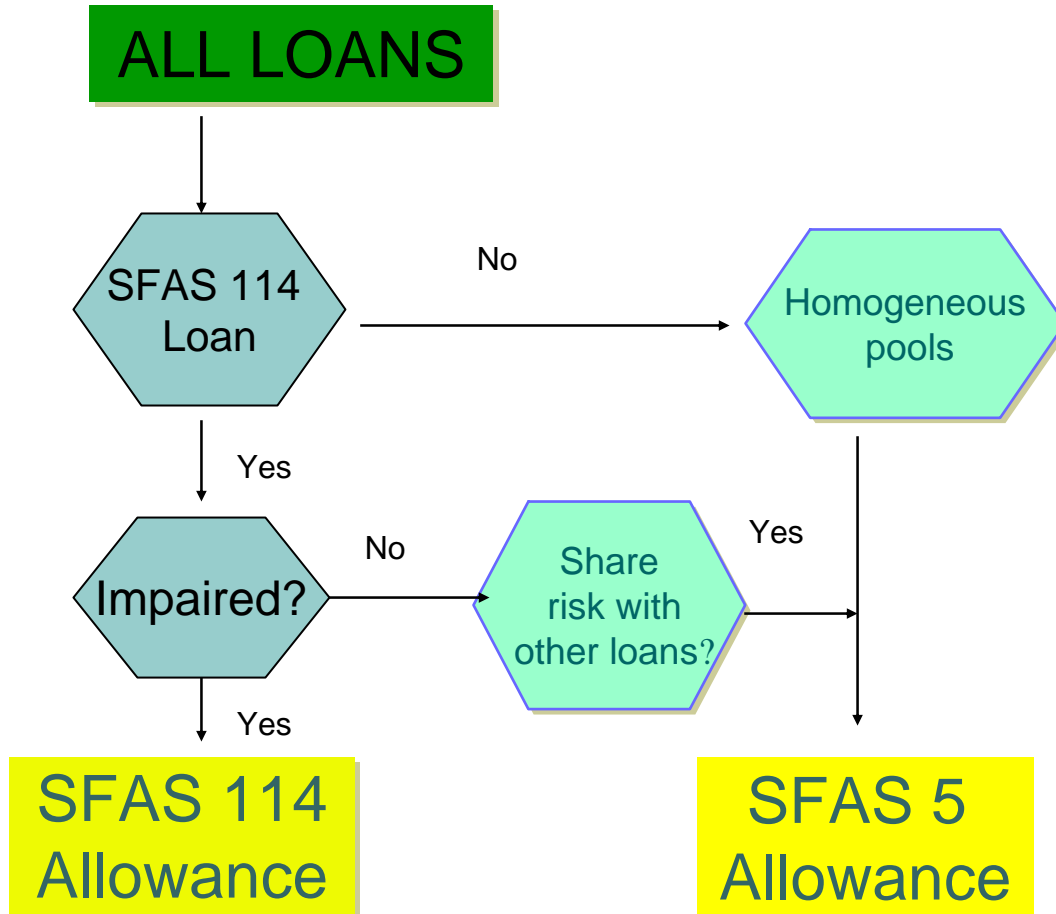 ALL LOANS
No
SFAS 114
Loan
Homogeneous
pools
Yes
No
Yes
Impaired?
Share
risk with
other loans?
Yes
SFAS 114
Allowance
SFAS 5
Allowance